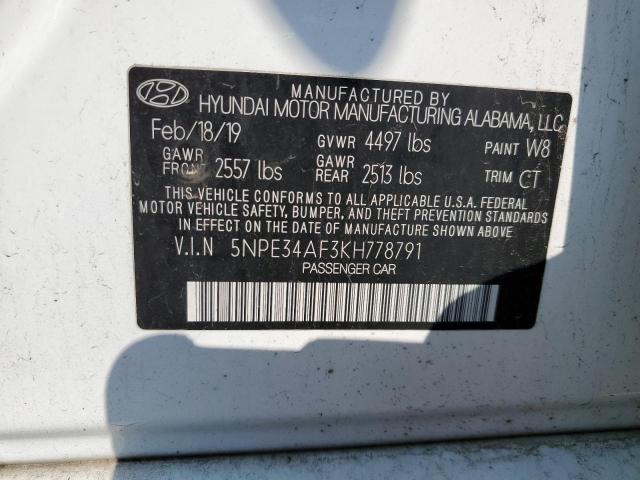 MANUFACTURED BY
HYUNDAI MOTOR MANUFACTURING ALABAMA, LLC
Feb/18/19 GVWR 4497 lbs PAINT W8
GAWR FRONT 2557 lbs GAWR REAR 2513 lbs TRIM CT
THIS VEHICLE CONFORMS TO ALL APPLICABLE U.S.A. FEDERAL
MOTOR VEHICLE SAFETY, BUMPER, AND THEFT PREVENTION STANDARDS
IN EFFECT ON THE DATE OF MANUFACTURE SHOWN ABOVE.
V.I.N 5NPE34AF3KH778791
PASSENGER CAR